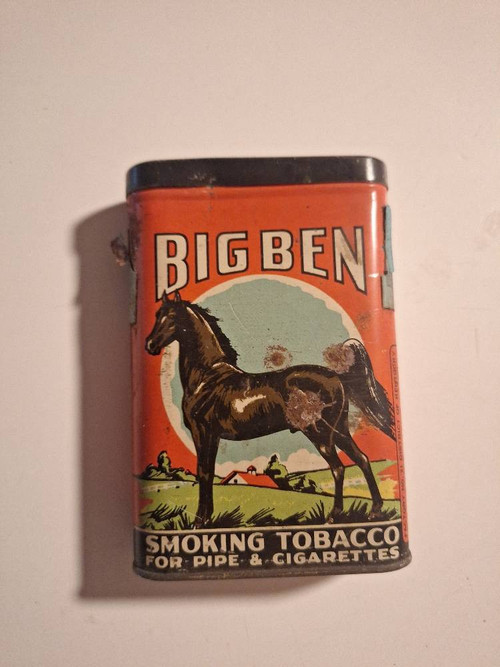 BIG BEN
SMOKING TOBACCO
FOR PIPE & CIGARETTES